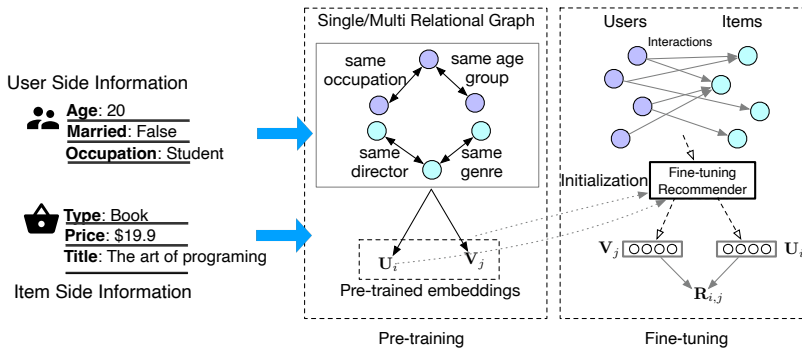 User Side Information
Age: 20
Married: False
Occupation: Student
Type: Book
Price: $19.9
Title: The art of programing
Item Side Information
Single/Multi Relational Graph
same occupation
same age group
same director
same genre
U_i
V_j
Pre-trained embeddings
Pre-training
Users
Items
Interactions
Initialization
Fine-tuning
Recommender
V_j
U_i
R_{i,j}
Fine-tuning